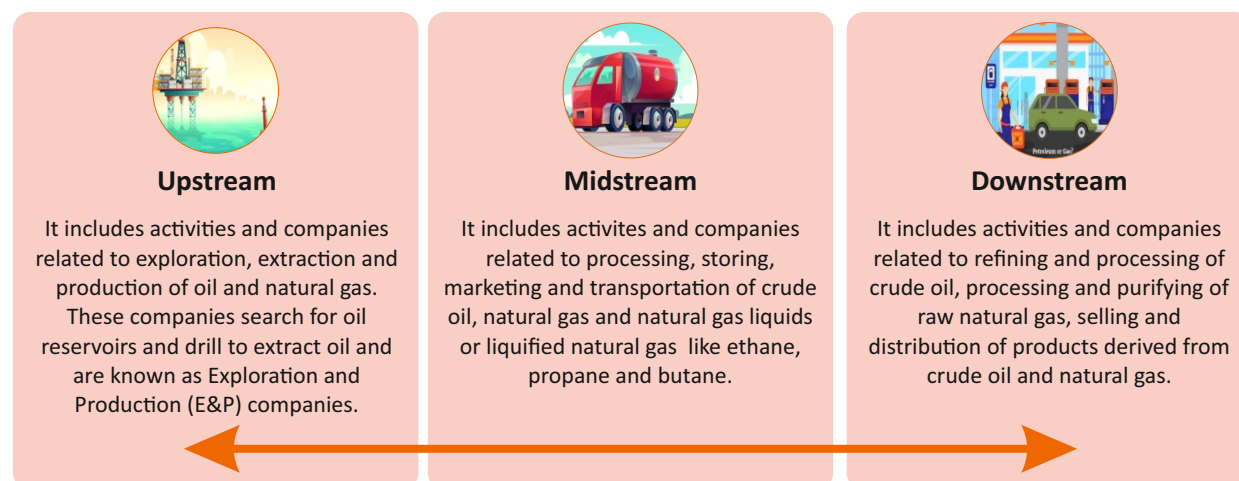 Upstream
It includes activities and companies
related to exploration, extraction and
production of oil and natural gas.
These companies search for oil
reservoirs and drill to extract oil and
are known as Exploration and
Production (E&P) companies.
Midstream
It includes activites and companies
related to processing, storing,
marketing and transportation of crude
oil, natural gas and natural gas liquids
or liquified natural gas like ethane,
propane and butane.
Petroleum or Gas?
Downstream
It includes activities and companies
related to refining and processing of
crude oil, processing and purifying of
raw natural gas, selling and
distribution of products derived from
crude oil and natural gas.